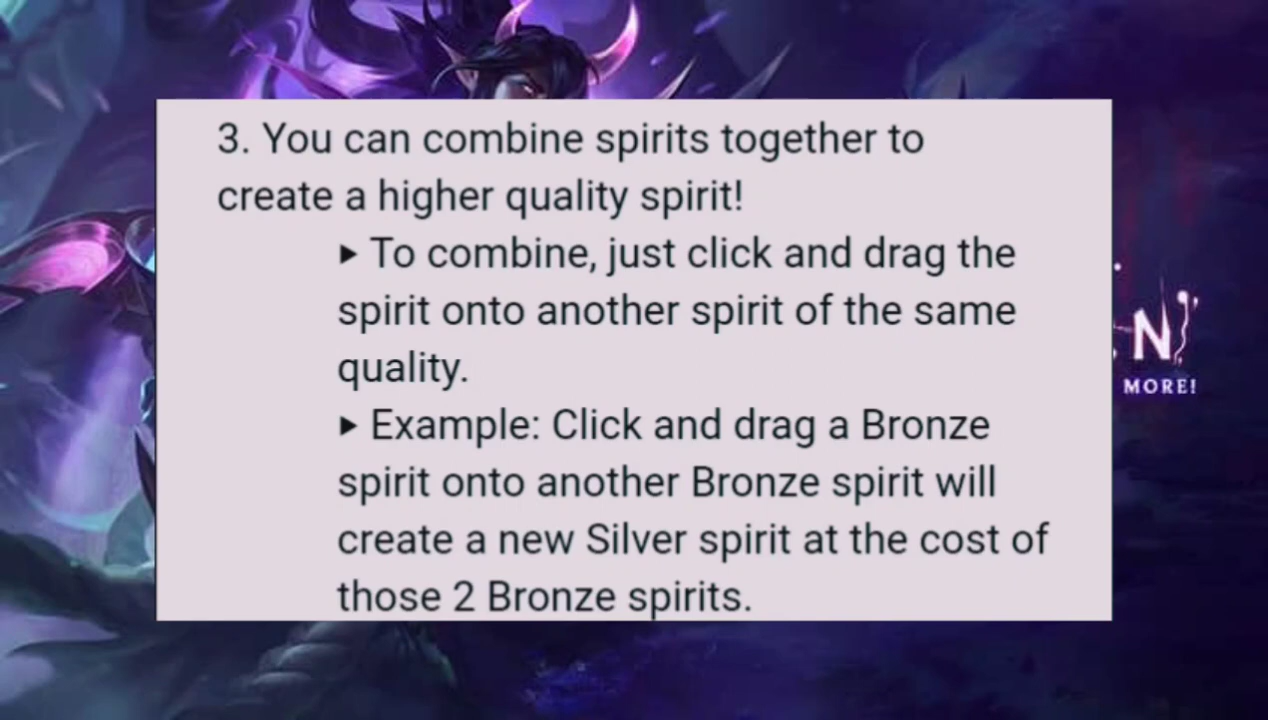 3. You can combine spirits together to
create a higher quality spirit!
▸ To combine, just click and drag the
spirit onto another spirit of the same
quality.
▸ Example: Click and drag a Bronze
spirit onto another Bronze spirit will
create a new Silver spirit at the cost of
those 2 Bronze spirits.
N
MORE!